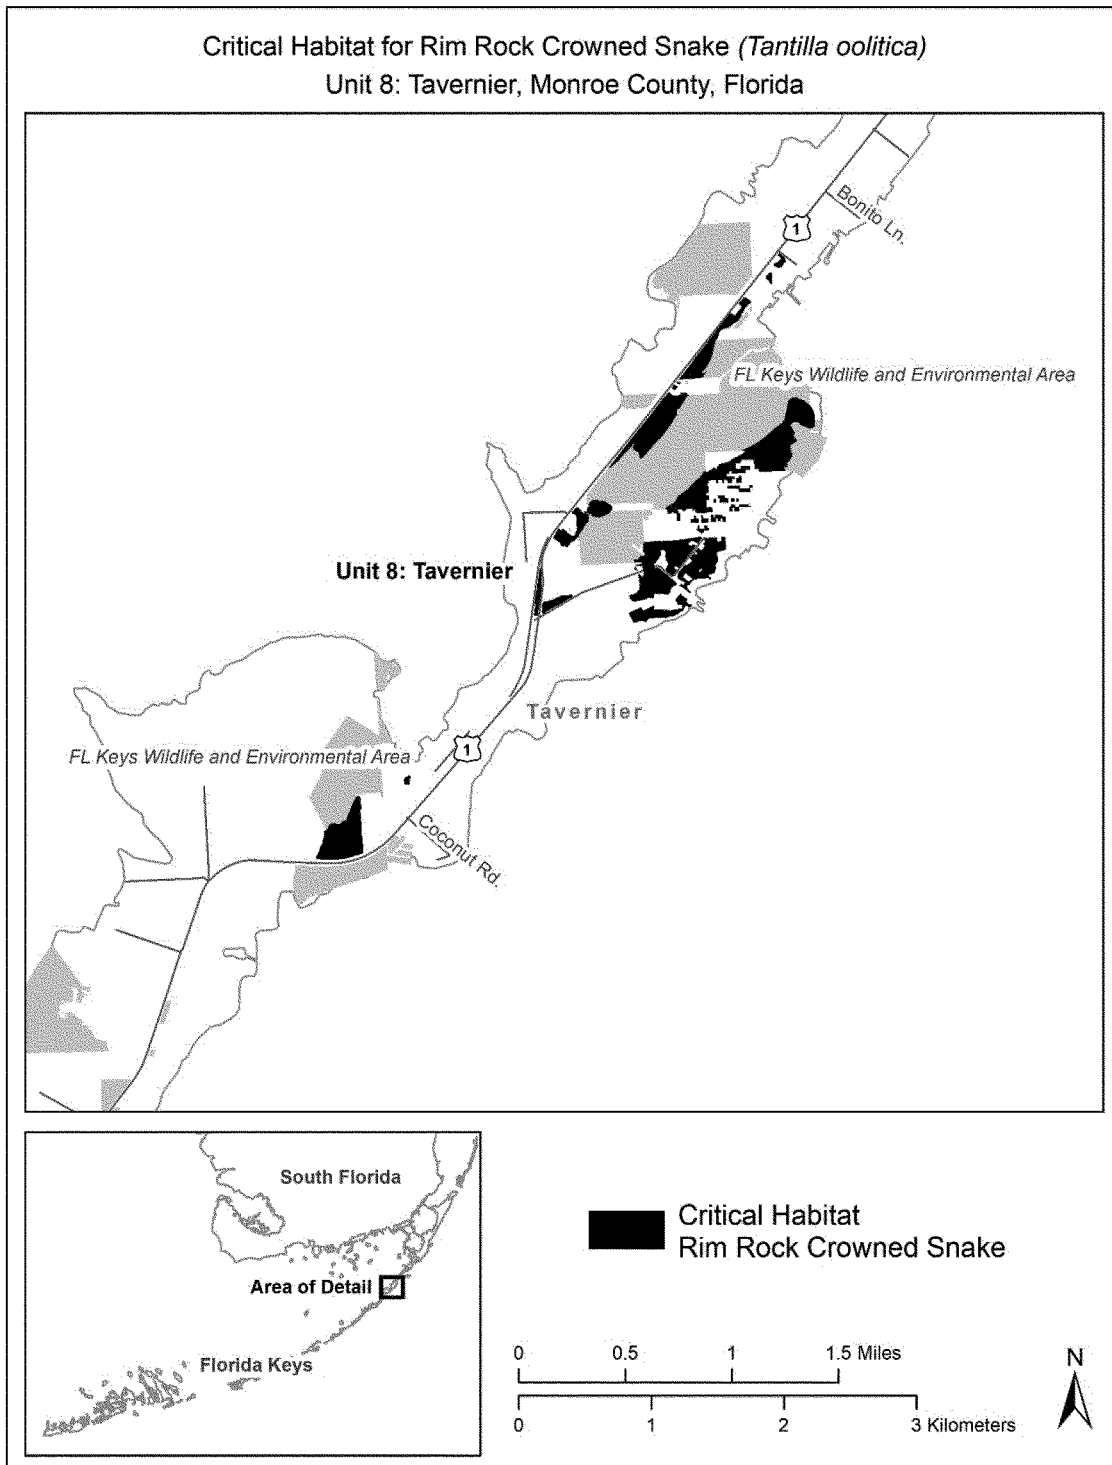 Critical Habitat for Rim Rock Crowned Snake (Tantilla oolitica)
Unit 8: Tavernier, Monroe County, Florida
Bonito Ln.
1
FL Keys Wildlife and Environmental Area
Unit 8: Tavernier
Tavernier
1
FL Keys Wildlife and Environmental Area
Coconut Rd.
South Florida
Area of Detail
Florida Keys
Critical Habitat
Rim Rock Crowned Snake
0 0.5 1 1.5 Miles
0 1 2 3 Kilometers
N